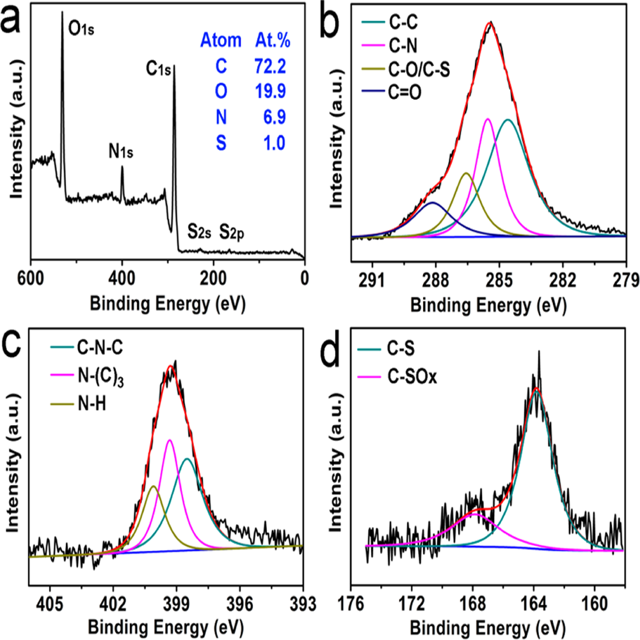 a
O1s
C1s
N1s
S2s S2p
Atom At.%
C 72.2
O 19.9
N 6.9
S 1.0
Intensity (a.u.)
600 400 200 0
Binding Energy (eV)
b
C-C
C-N
C-O/C-S
C=O
Intensity (a.u.)
291 288 285 282 279
Binding Energy (eV)
c
C-N-C
N-(C)3
N-H
Intensity (a.u.)
405 402 399 396 393
Binding Energy (eV)
d
C-S
C-SOx
Intensity (a.u.)
176 172 168 164 160
Binding Energy (eV)